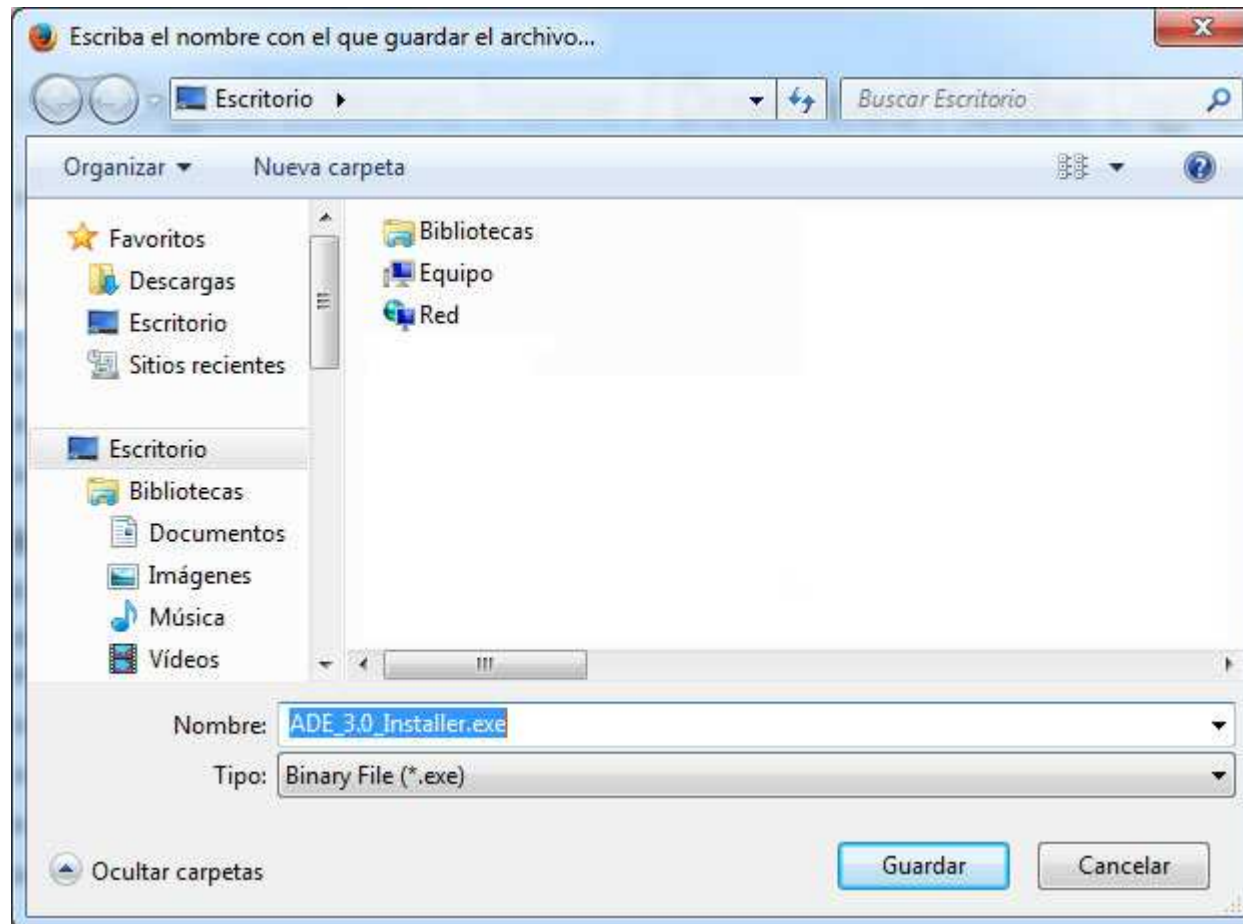 Escriba el nombre con el que guardar el archivo...
Escritorio
Buscar Escritorio
Organizar
Nueva carpeta
Favoritos
Descargas
Escritorio
Sitios recientes
Escritorio
Bibliotecas
Documentos
Imágenes
Música
Vídeos
Bibliotecas
Equipo
Red
Nombre: ADE_3.0_Installer.exe
Tipo: Binary File (*.exe)
Ocultar carpetas
Guardar
Cancelar